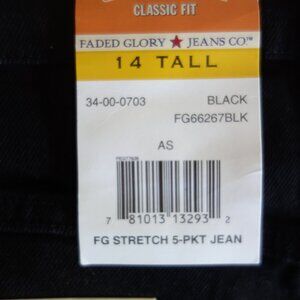 CLASSIC FIT
FADED GLORY ★ JEANS CO™
14 TALL
34-00-0703 BLACK
FG66267BLK
AS
7 81013 13293 2
FG STRETCH 5-PKT JEAN